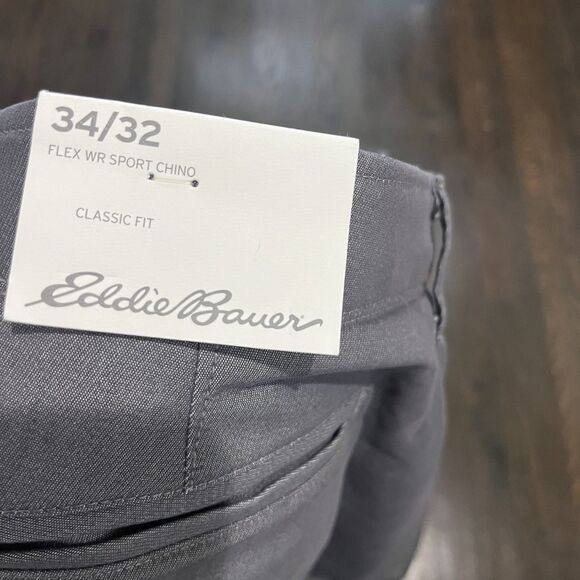 34/32
FLEX WR SPORT CHINO
CLASSIC FIT
Eddie Bauer